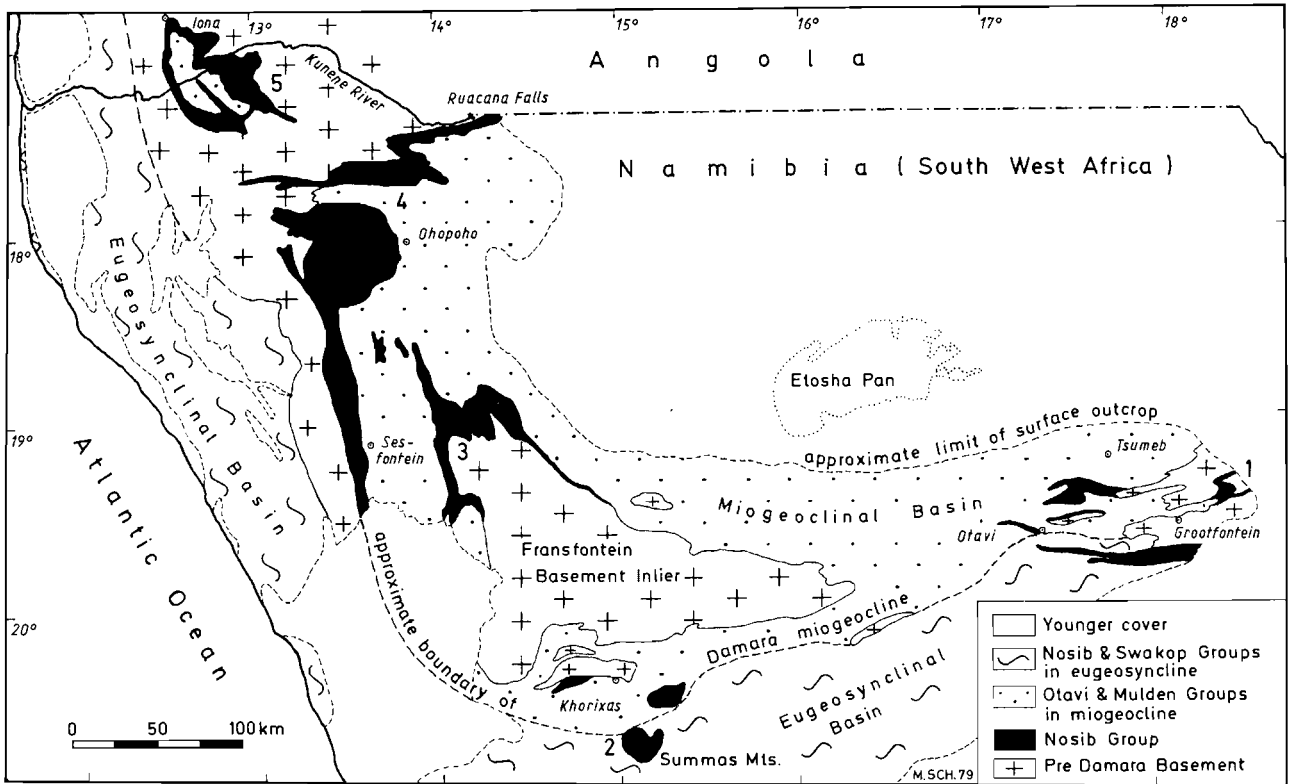 13° 14° 15° 16° 17° 18°
Iona
Angola
5
Kunene River
Ruacana Falls
Namibia (South West Africa)
4
Ohopoho
18°
Eugeosynclinal Basin
Etosha Pan
19°
Ses-
fontein
3
approximate limit of surface outcrop
Tsumeb
1
Miogeoclinal Basin
Otavi
Grootfontein
Atlantic Ocean
Fransfontein
Basement Inlier
20°
approximate boundary of Damara miogeocline
Khorixas
Eugeosynclinal
Basin
2
Summas Mts.
0 50 100 km
M.SCH.79
Younger cover
Nosib & Swakop Groups
in eugeosyncline
Otavi & Mulden Groups
in miogeocline
Nosib Group
Pre Damara Basement